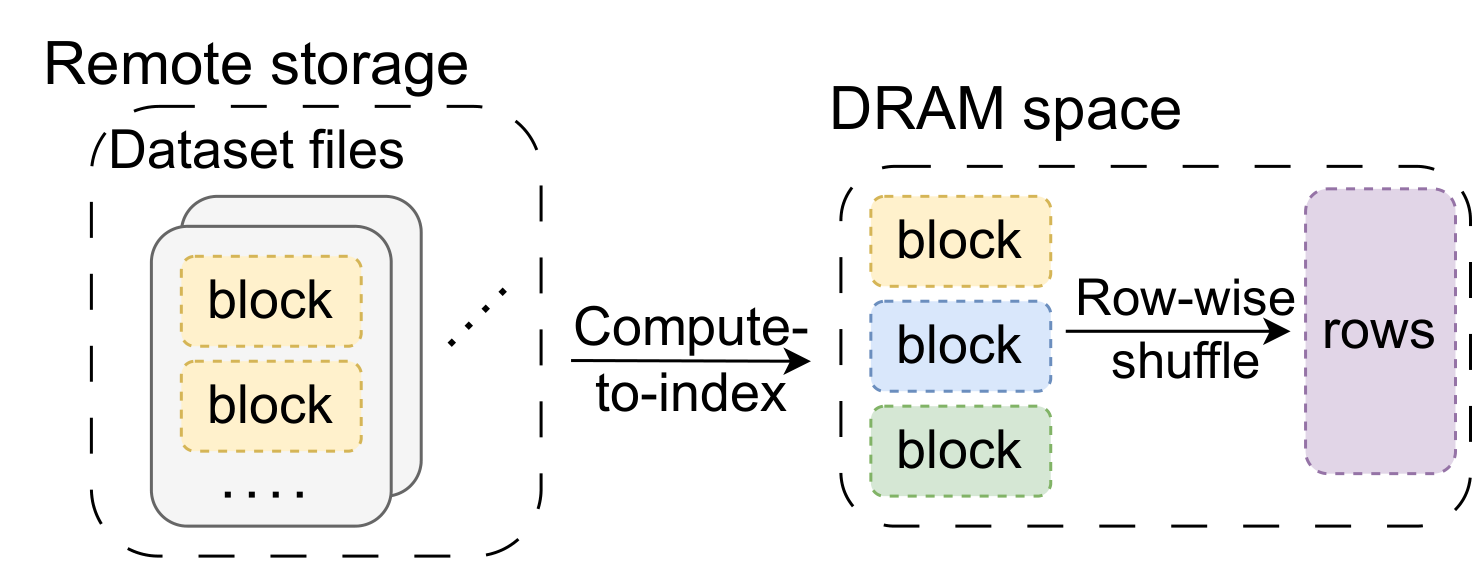 Remote storage
Dataset files
block
block
....
Compute-
to-index
DRAM space
block
block
block
Row-wise
shuffle
rows